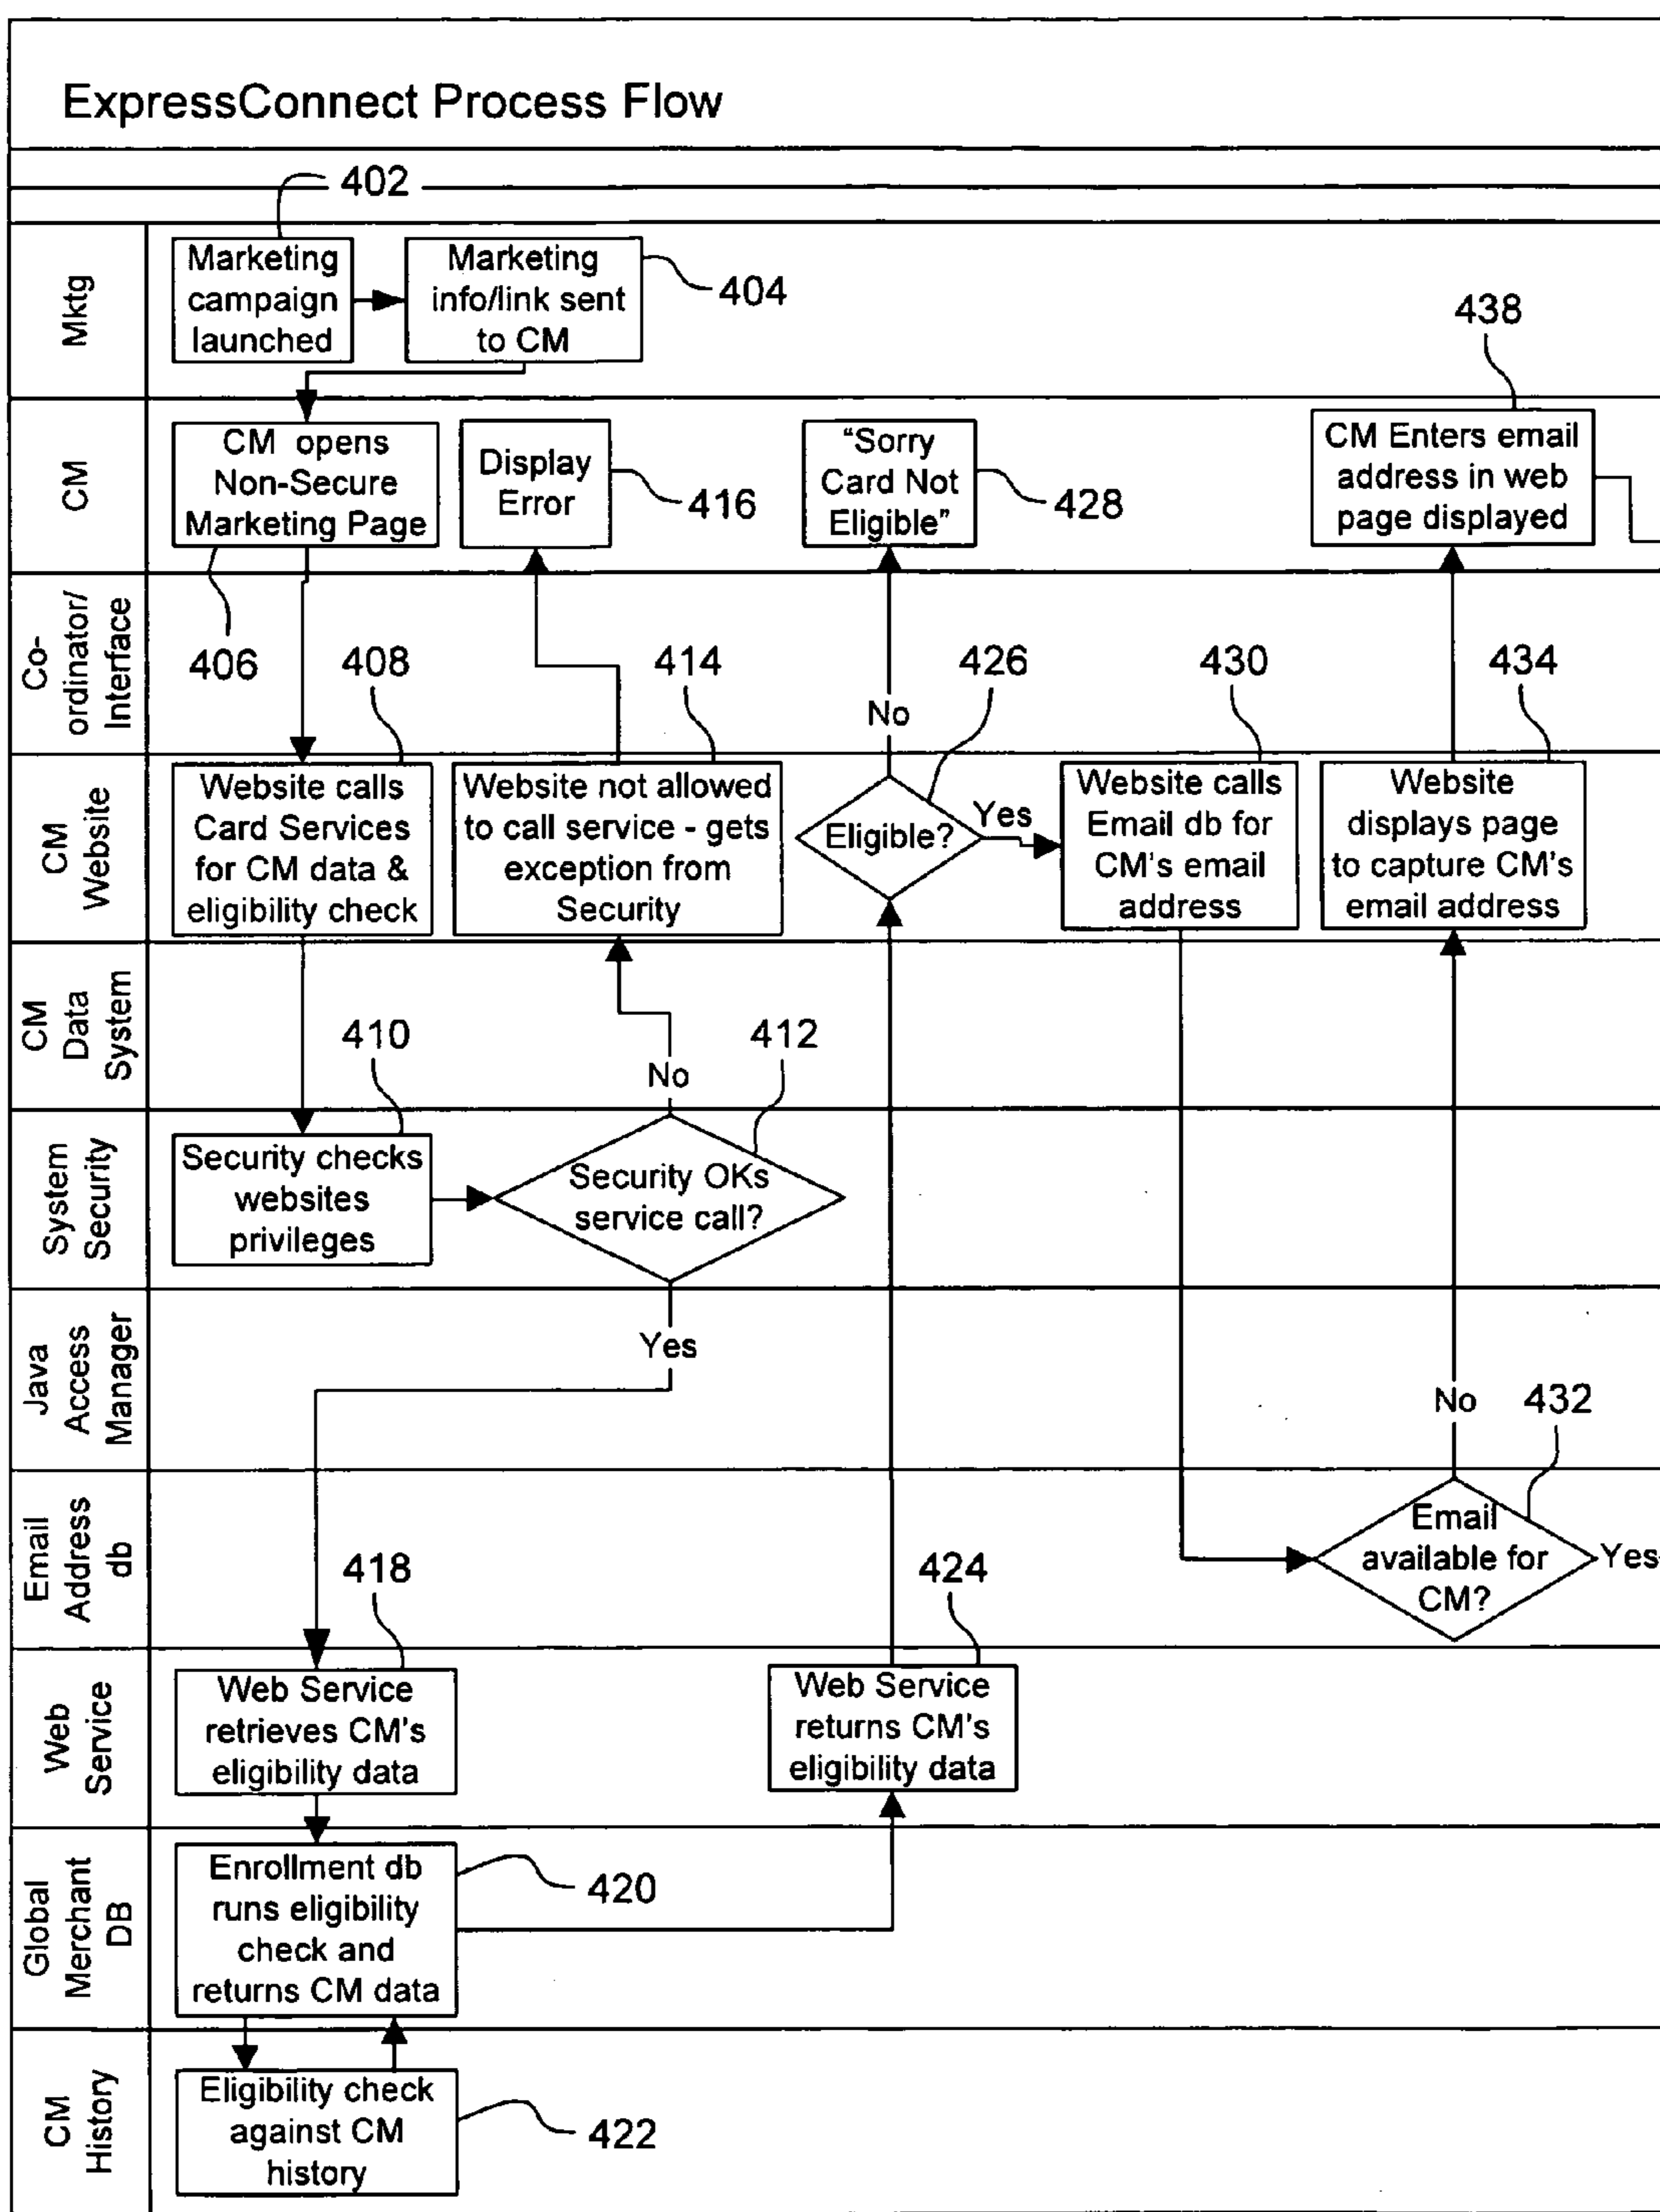 ExpressConnect Process Flow
402
Mktg
Marketing
campaign
launched
Marketing
info/link sent
to CM
404
438
CM
CM opens
Non-Secure
Marketing Page
Display
Error
416
“Sorry
Card Not
Eligible”
428
CM Enters email
address in web
page displayed
Co-
ordinator/
Interface
406
408
414
No
426
430
434
CM
Website
Website calls
Card Services
for CM data &
eligibility check
Website not allowed
to call service - gets
exception from
Security
Eligible?
Yes
Website calls
Email db for
CM's email
address
Website
displays page
to capture CM's
email address
CM
Data
System
410
No
412
System
Security
Security checks
websites
privileges
Security OKs
service call?
Java
Access
Manager
Yes
No
432
Email
Address
db
418
424
Email
available for
CM?
Yes
Web
Service
Web Service
retrieves CM's
eligibility data
Web Service
returns CM's
eligibility data
Global
Merchant
DB
Enrollment db
runs eligibility
check and
returns CM data
420
CM
History
Eligibility check
against CM
history
422